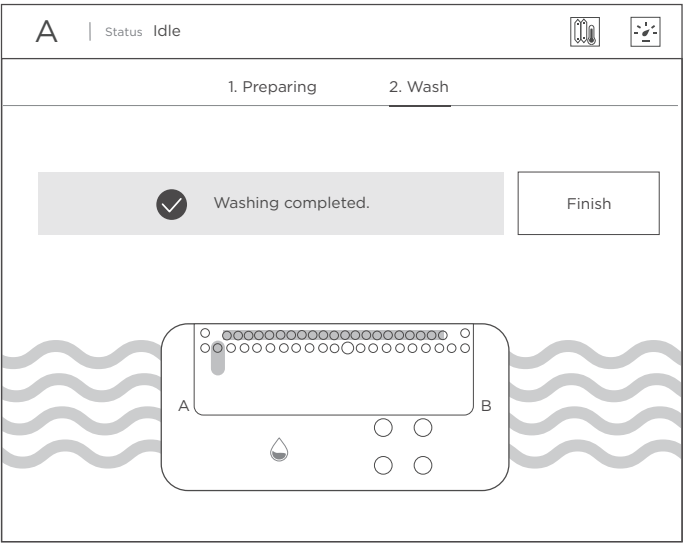 A | Status Idle
1. Preparing 2. Wash
Washing completed. Finish
A B